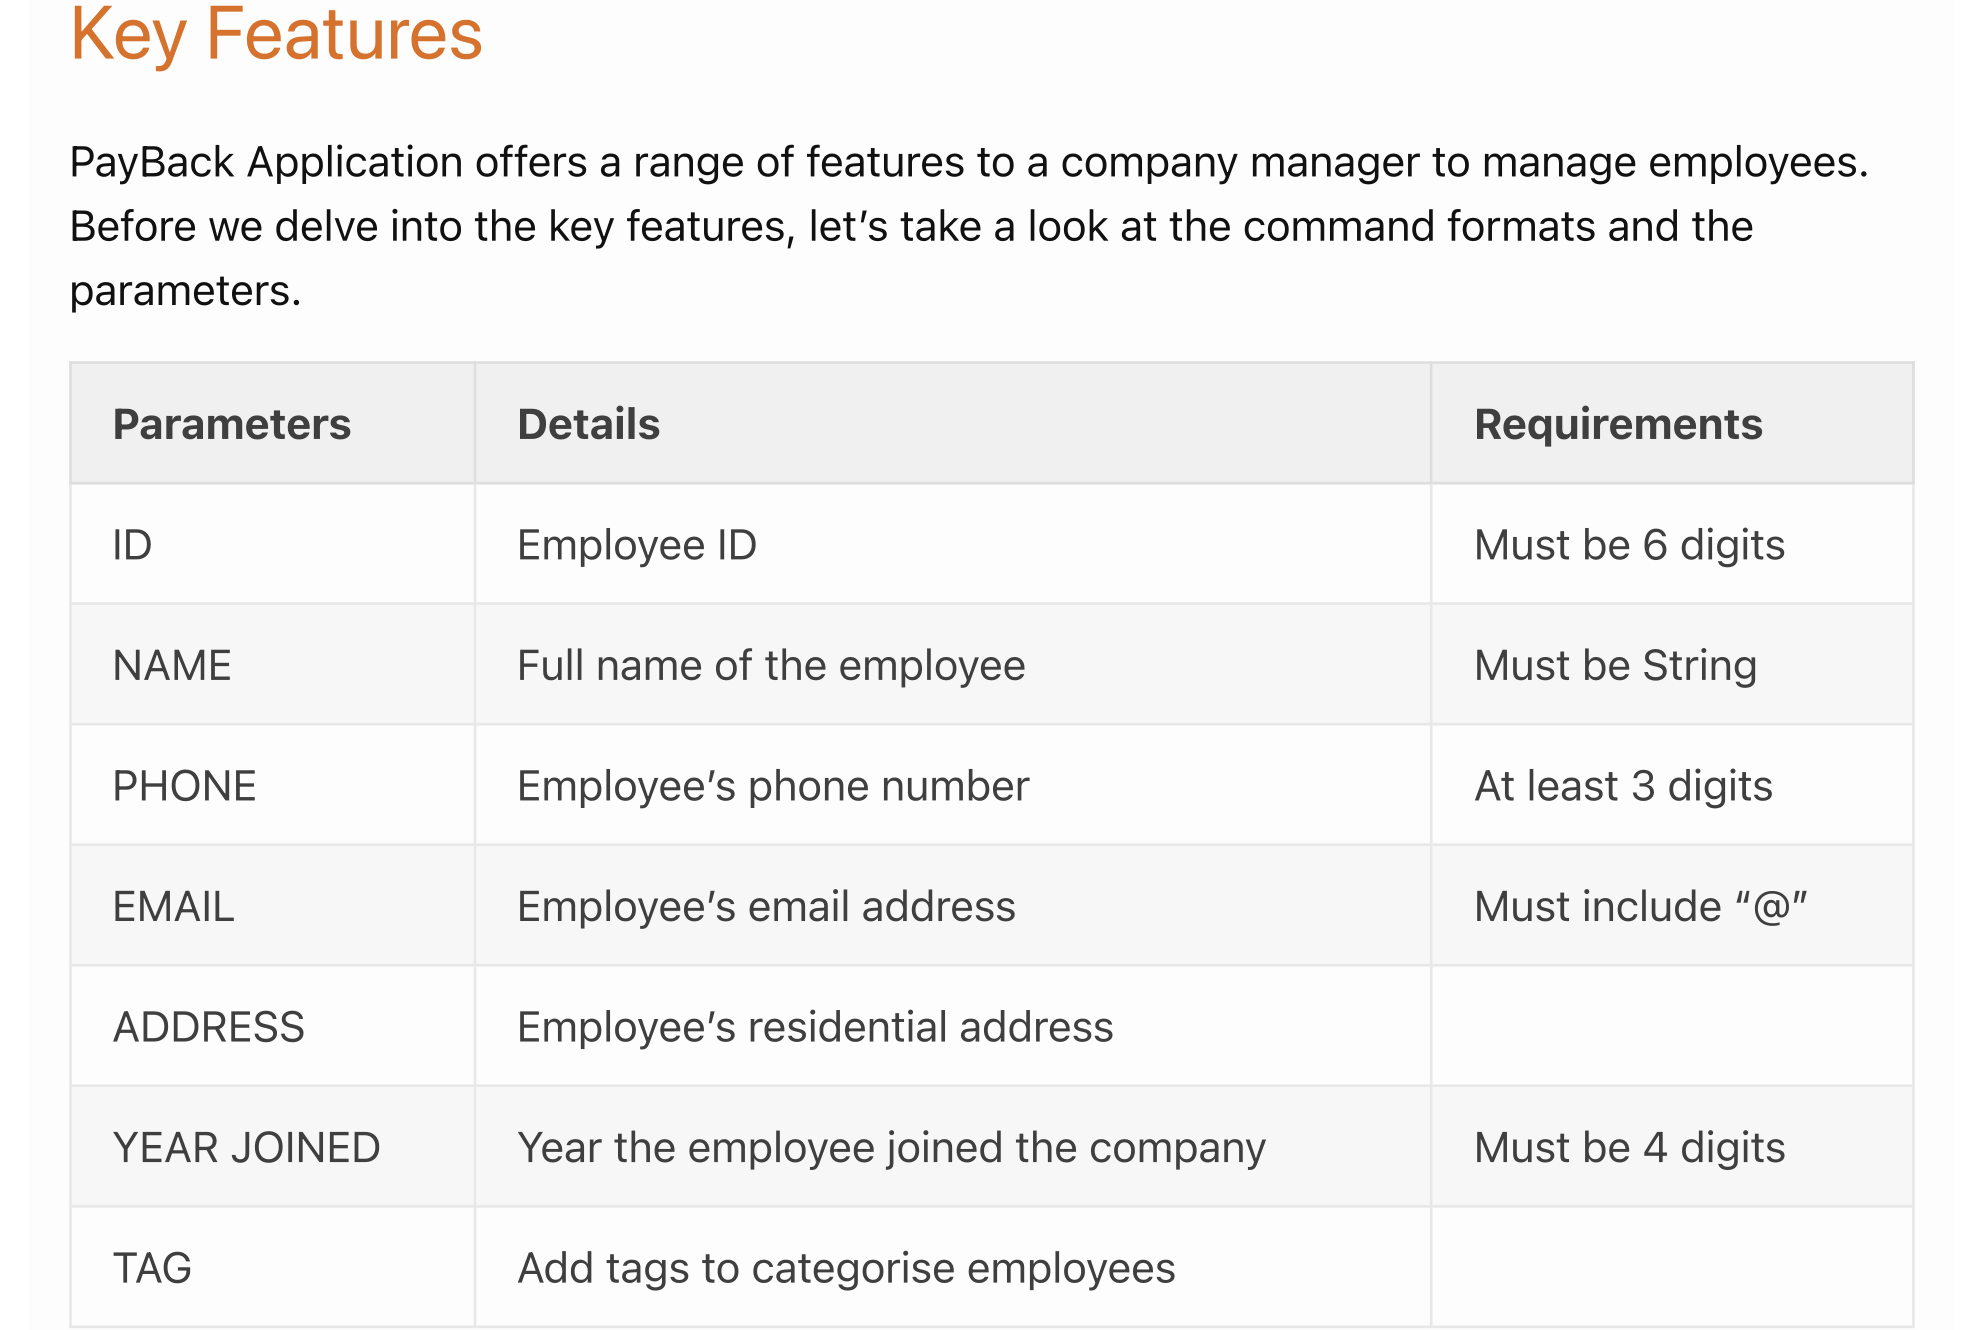 Key Features
PayBack Application offers a range of features to a company manager to manage employees.
Before we delve into the key features, let’s take a look at the command formats and the
parameters.
Parameters Details Requirements
ID Employee ID Must be 6 digits
NAME Full name of the employee Must be String
PHONE Employee’s phone number At least 3 digits
EMAIL Employee’s email address Must include “@”
ADDRESS Employee’s residential address
YEAR JOINED Year the employee joined the company Must be 4 digits
TAG Add tags to categorise employees